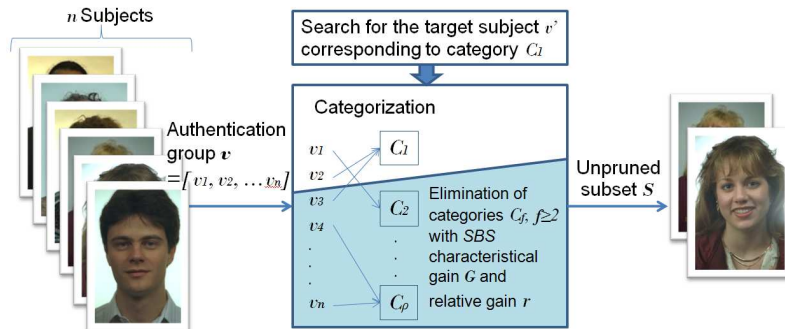 n Subjects
Search for the target subject v'
corresponding to category C1
Authentication
group v
=[ v1, v2, ... vn]
Categorization
v1
v2
v3
v4
.
.
.
vn
C1
C2
.
.
Cρ
Elimination of
categories Cf, f≥2
with SBS
characteristical
gain G and
relative gain r
Unpruned
subset S